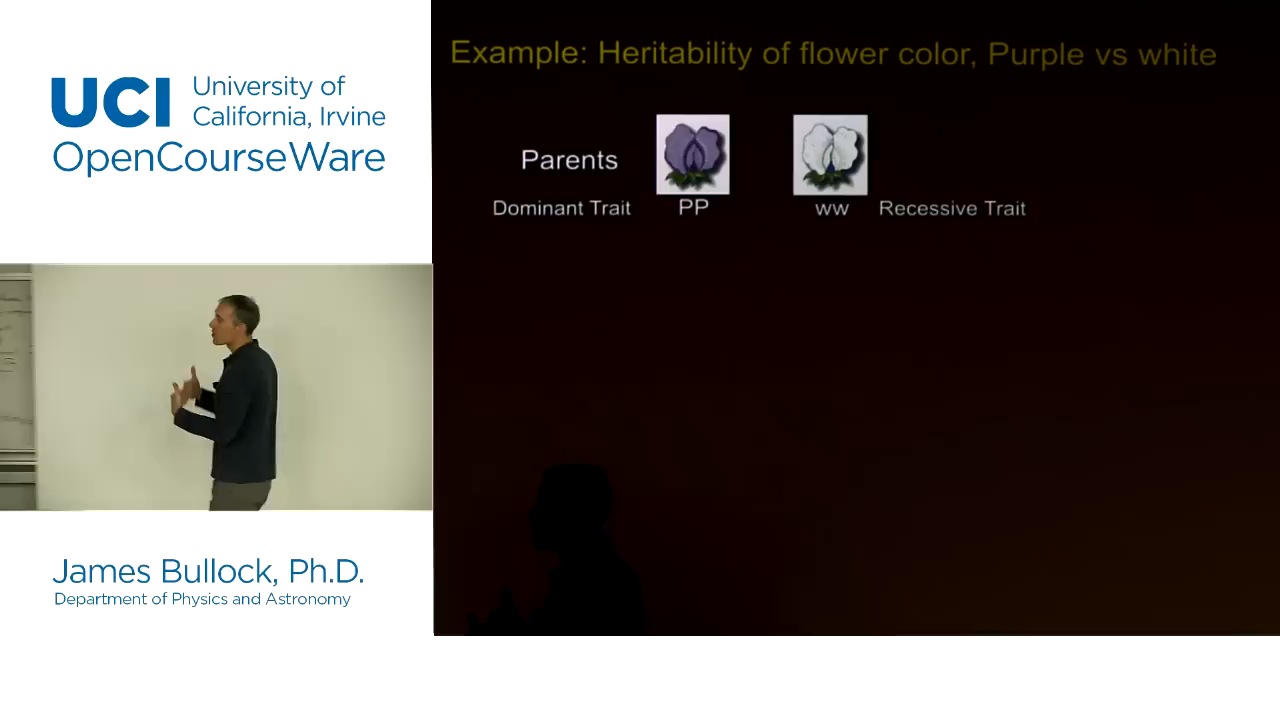 UCI University of
California, Irvine
OpenCourseWare
James Bullock, Ph.D.
Department of Physics and Astronomy
Example: Heritability of flower color, Purple vs white
Parents
Dominant Trait PP ww Recessive Trait